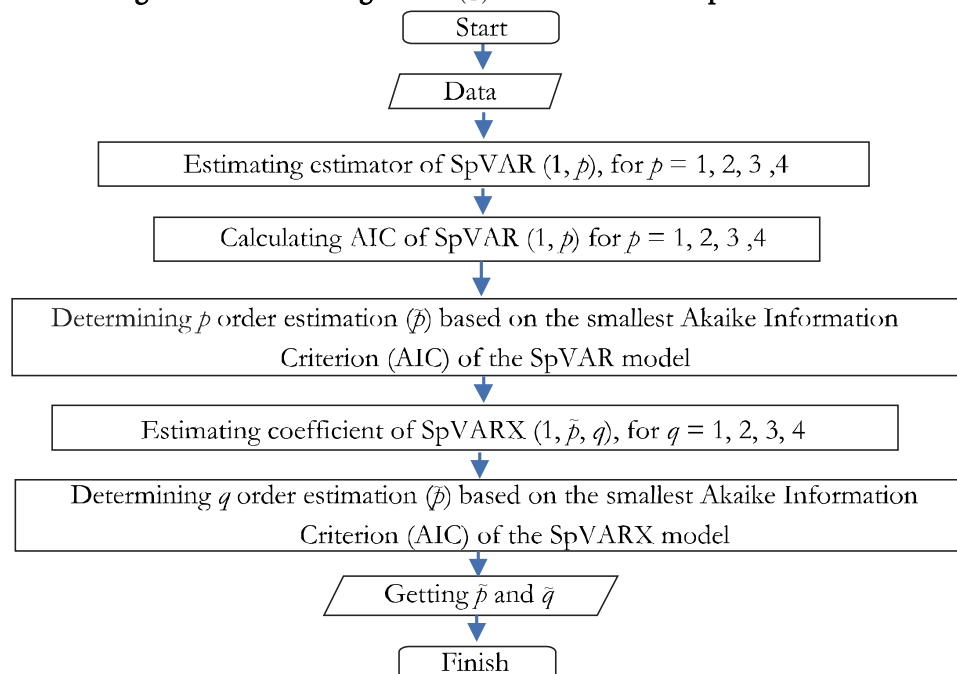 Start
Data
Estimating estimator of SpVAR (1, p), for p = 1, 2, 3 ,4
Calculating AIC of SpVAR (1, p) for p = 1, 2, 3 ,4
Determining p order estimation (p̃) based on the smallest Akaike Information
Criterion (AIC) of the SpVAR model
Estimating coefficient of SpVARX (1, p̃, q), for q = 1, 2, 3, 4
Determining q order estimation (p̃) based on the smallest Akaike Information
Criterion (AIC) of the SpVARX model
Getting p̃ and q̃
Finish